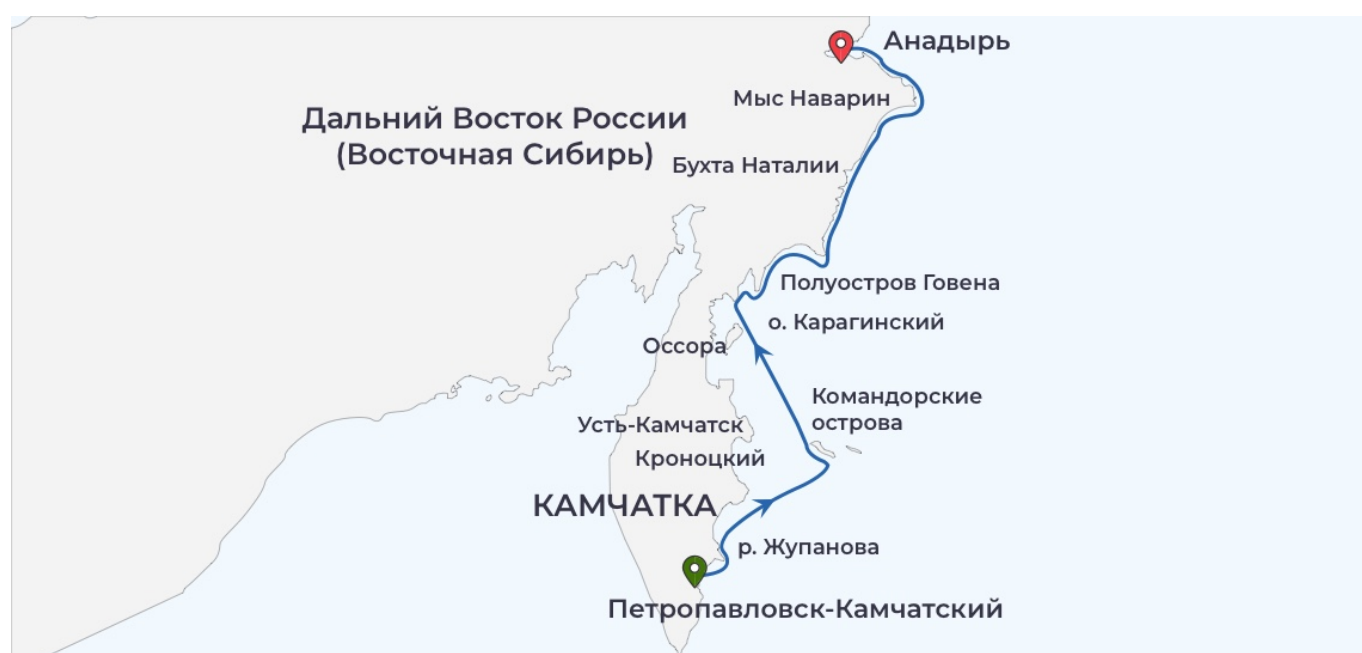 Анадырь
Мыс Наварин
Дальний Восток России
(Восточная Сибирь)
Бухта Наталии
Полуостров Говена
о. Карагинский
Оссора
Командорские
острова
Усть-Камчатск
Кроноцкий
КАМЧАТКА
р. Жупанова
Петропавловск-Камчатский